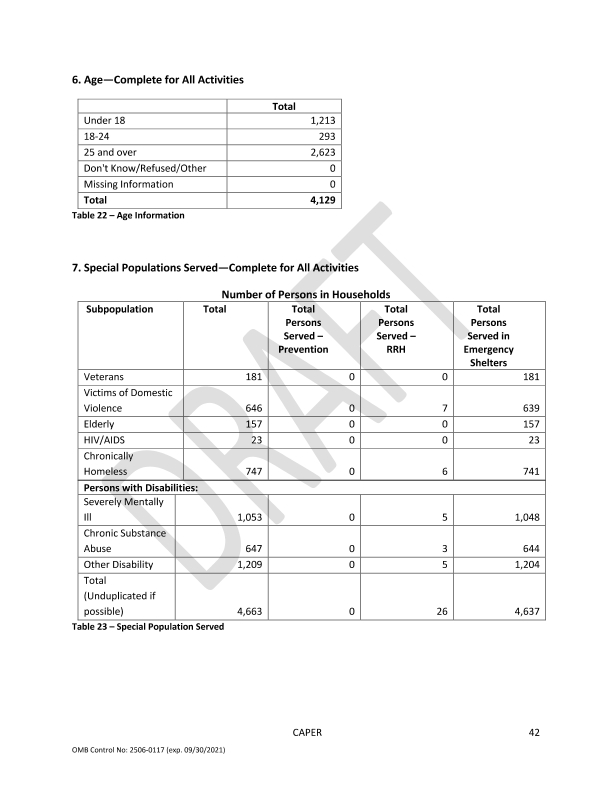 6. Age—Complete for All Activities
Total
Under 18 1,213
18-24 293
25 and over 2,623
Don't Know/Refused/Other 0
Missing Information 0
Total 4,129
Table 22 – Age Information
7. Special Populations Served—Complete for All Activities
Number of Persons in Households
Subpopulation Total Total Total Total
Persons Persons Persons
Served – Served – Served in
Prevention RRH Emergency
Shelters
Veterans 181 0 0 181
Victims of Domestic
Violence 646 0 7 639
Elderly 157 0 0 157
HIV/AIDS 23 0 0 23
Chronically
Homeless 747 0 6 741
Persons with Disabilities:
Severely Mentally
Ill 1,053 0 5 1,048
Chronic Substance
Abuse 647 0 3 644
Other Disability 1,209 0 5 1,204
Total
(Unduplicated if
possible) 4,663 0 26 4,637
Table 23 – Special Population Served
DRAFT
CAPER 42
OMB Control No: 2506-0117 (exp. 09/30/2021)